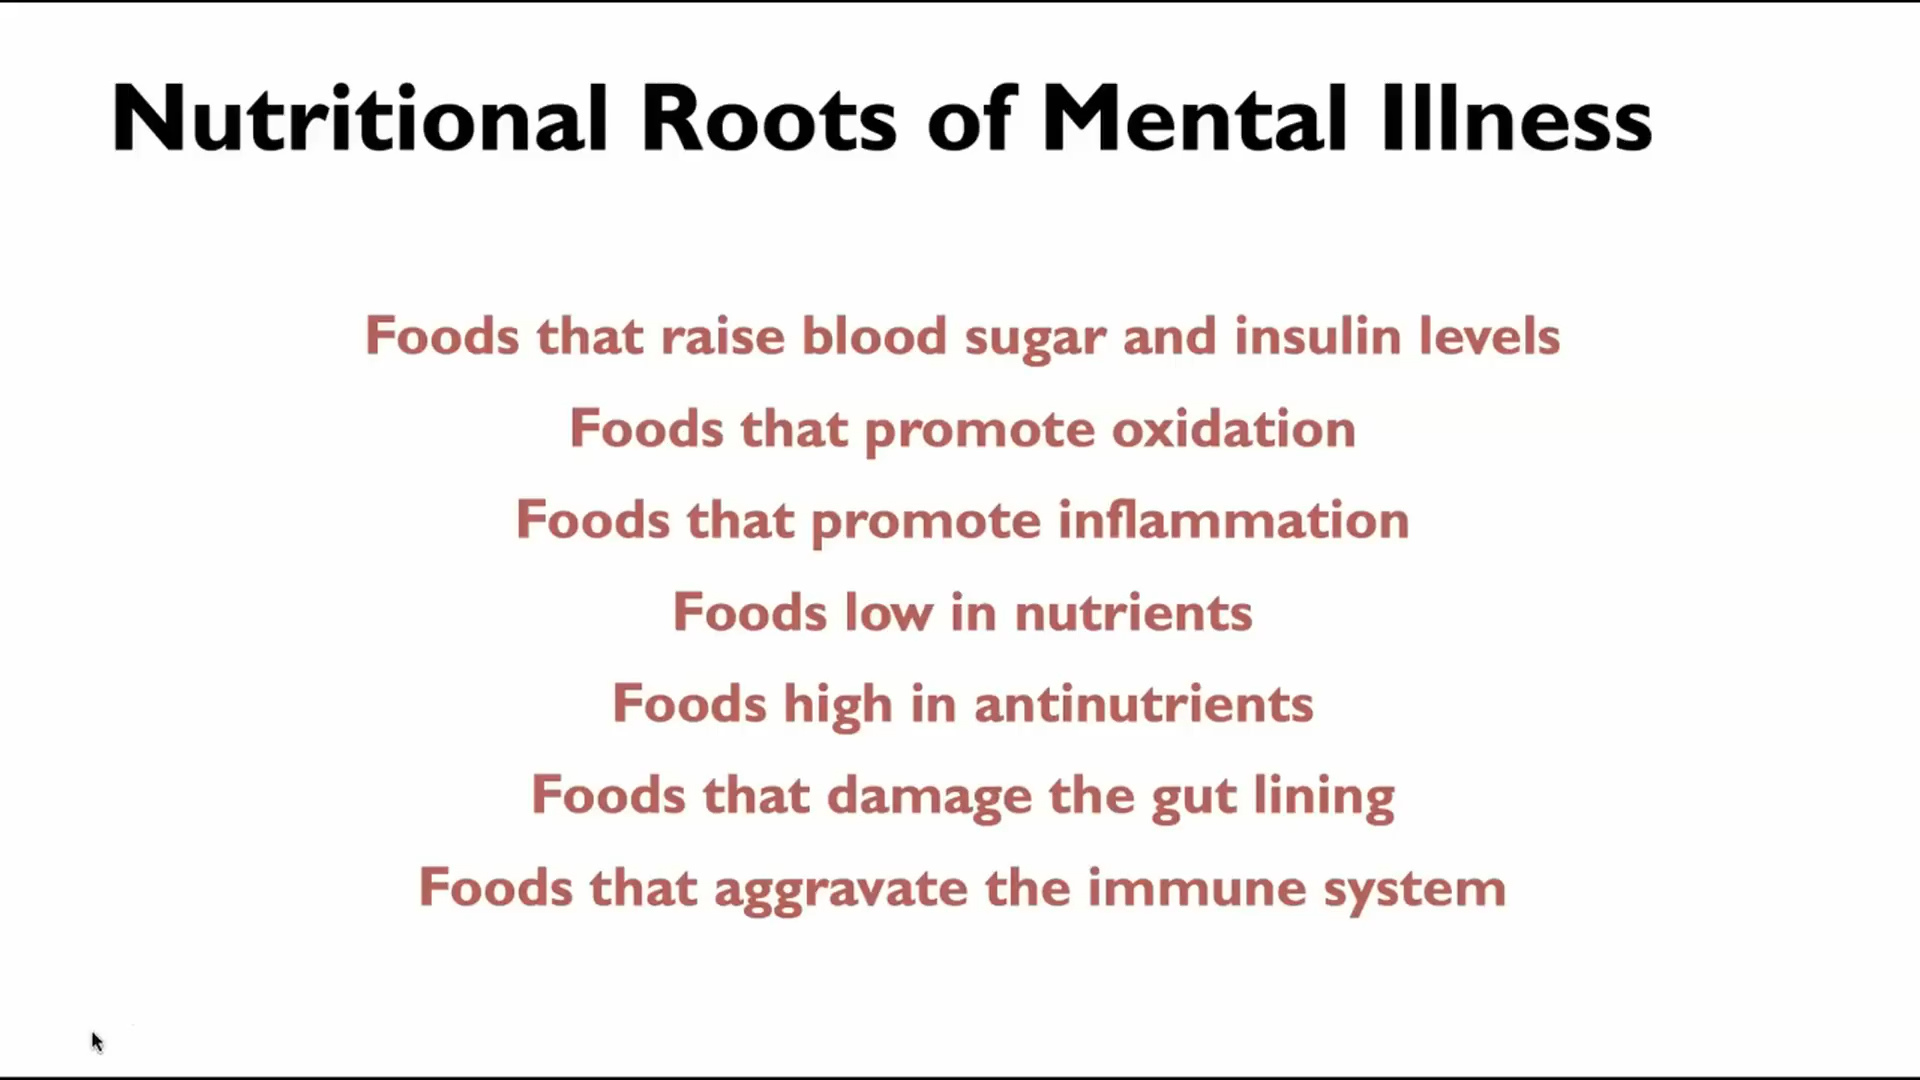 Nutritional Roots of Mental Illness
Foods that raise blood sugar and insulin levels
Foods that promote oxidation
Foods that promote inflammation
Foods low in nutrients
Foods high in antinutrients
Foods that damage the gut lining
Foods that aggravate the immune system